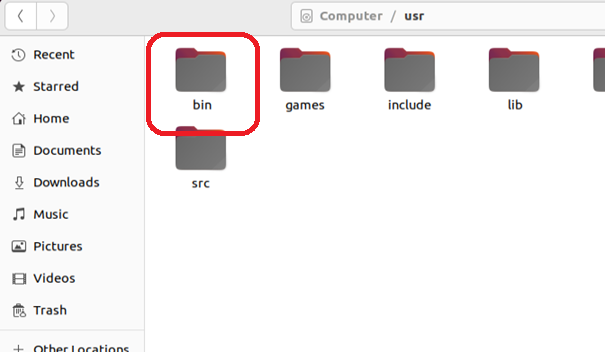 Computer / usr
Recent
Starred
Home
Documents
Downloads
Music
Pictures
Videos
Trash
Other Locations
bin
games
include
lib
src